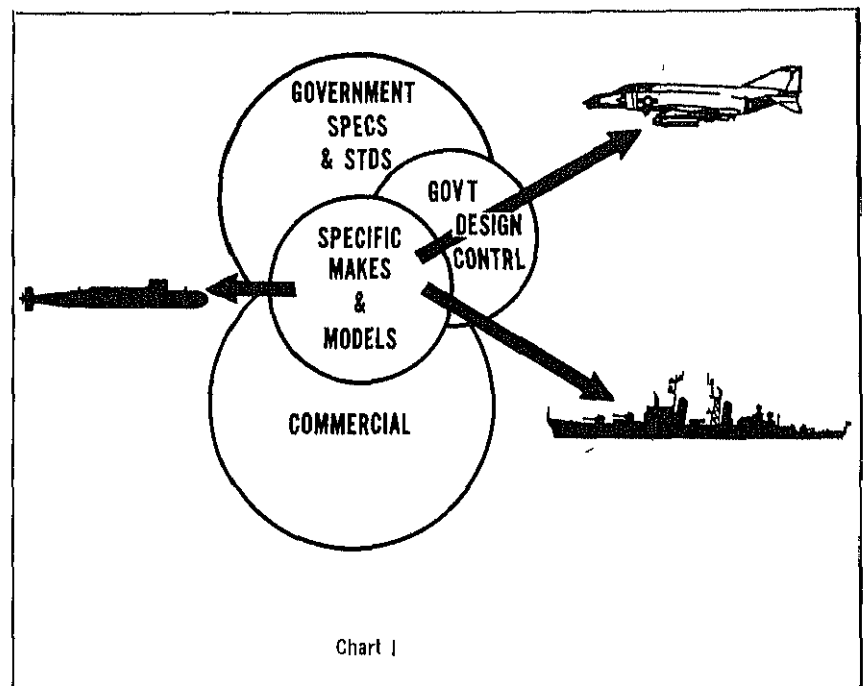 GOVERNMENT
SPECS
& STDS
GOVT
DESIGN
CONTRL
SPECIFIC
MAKES
&
MODELS
COMMERCIAL
Chart I